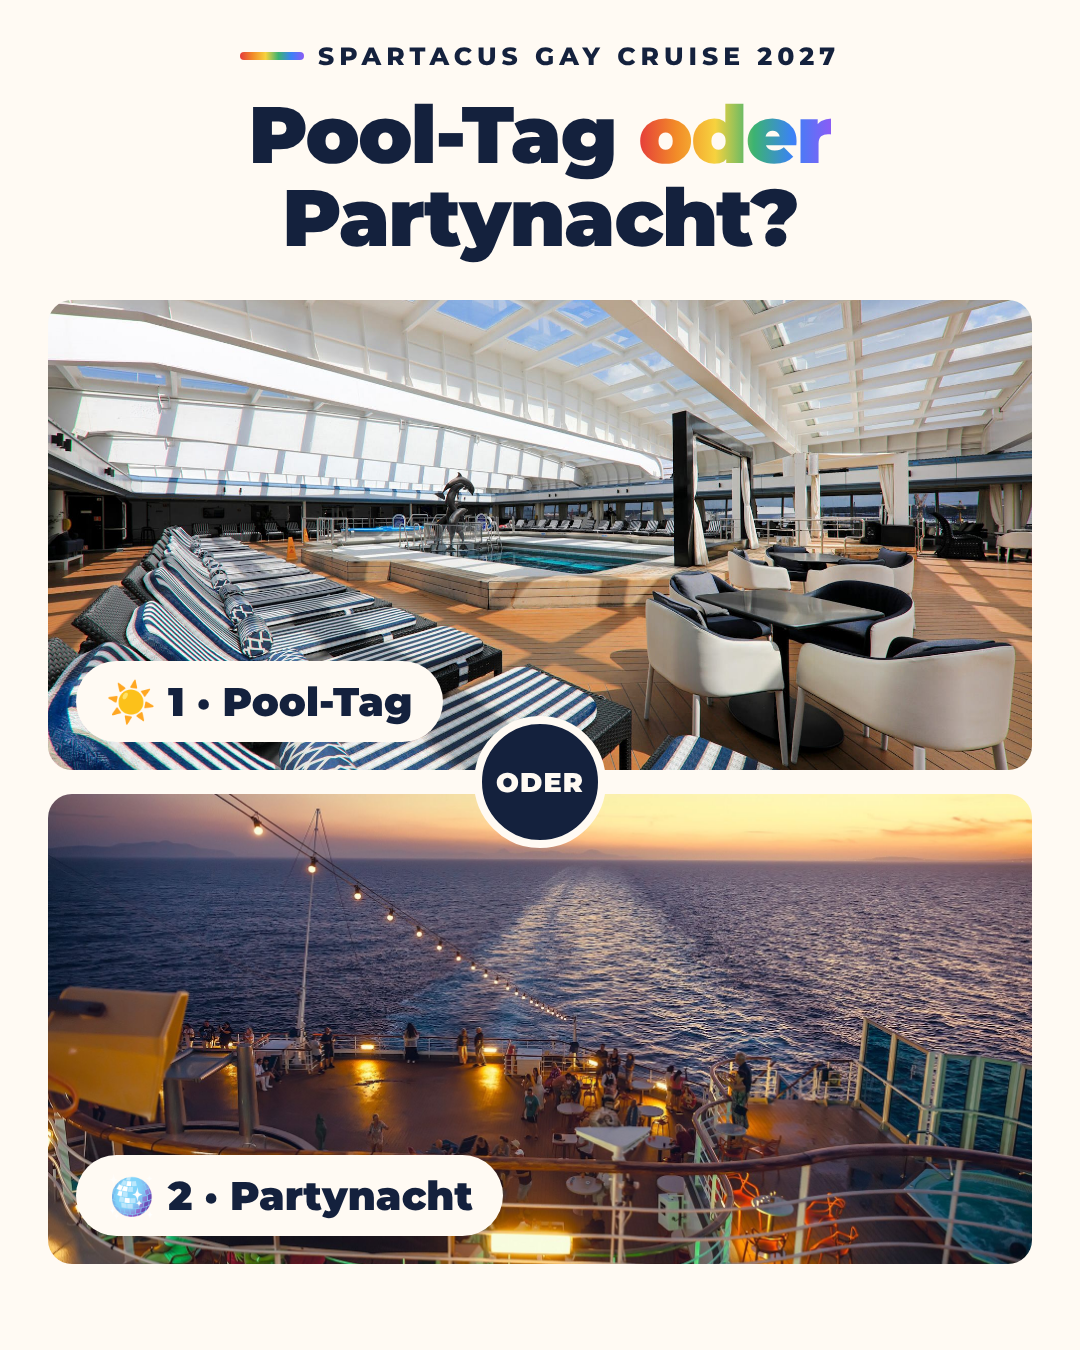 SPARTACUS GAY CRUISE 2027
Pool-Tag oder
Partynacht?
1 · Pool-Tag
ODER
2 · Partynacht